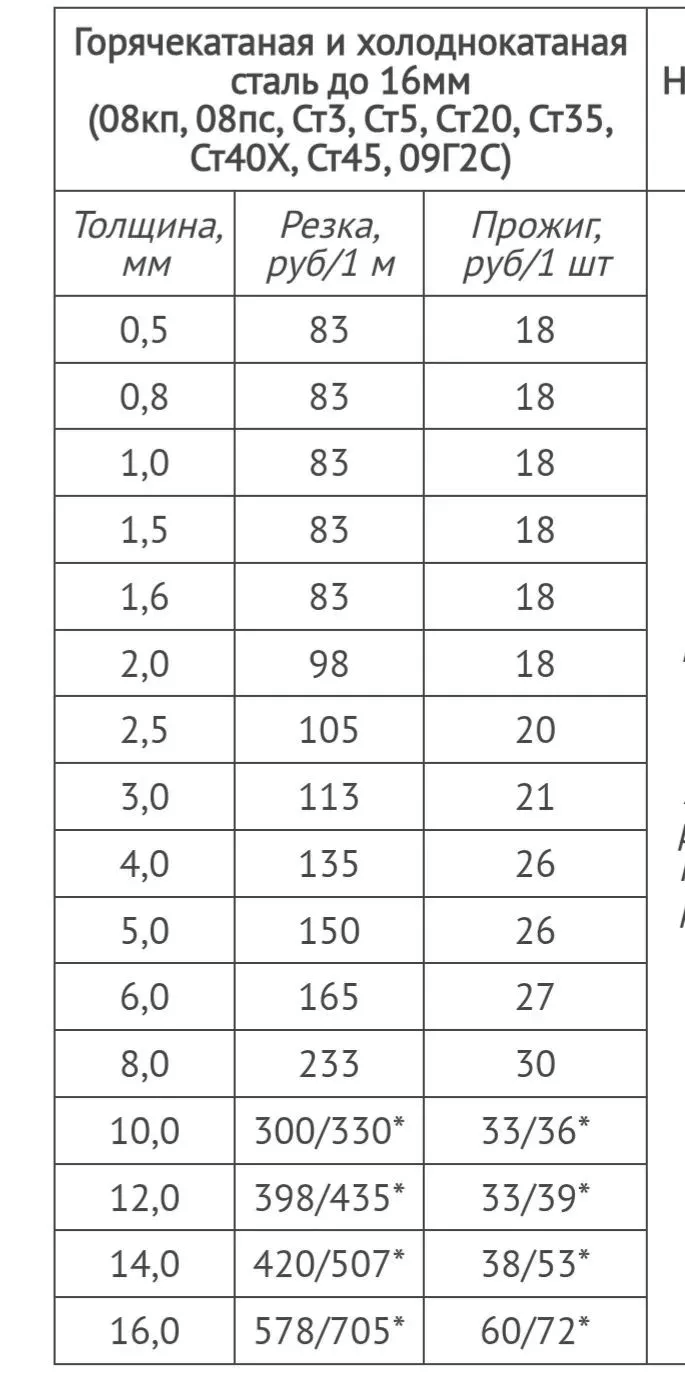 Горячекатаная и холоднокатаная
сталь до 16мм
(08кп, 08пс, Ст3, Ст5, Ст20, Ст35,
Ст40Х, Ст45, 09Г2С)
Толщина, мм Резка, руб/1 м Прожиг, руб/1 шт
0,5 83 18
0,8 83 18
1,0 83 18
1,5 83 18
1,6 83 18
2,0 98 18
2,5 105 20
3,0 113 21
4,0 135 26
5,0 150 26
6,0 165 27
8,0 233 30
10,0 300/330* 33/36*
12,0 398/435* 33/39*
14,0 420/507* 38/53*
16,0 578/705* 60/72*